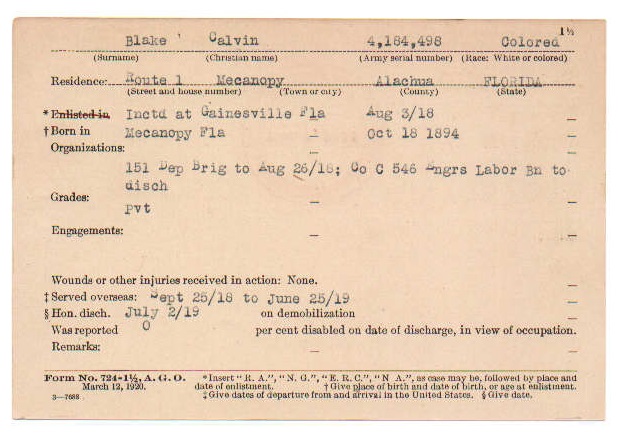 1½
Blake ' Calvin 4,184,498 Colored
(Surname) (Christian name) (Army serial number) (Race: White or colored)
Residence: Route 1 Mecanopy Alachua FLORIDA
(Street and house number) (Town or city) (County) (State)
* Enlisted in Inctd at Gainesville Fla Aug 3/18
† Born in Mecanopy Fla Oct 18 1894
Organizations:
151 Dep Brig to Aug 26/18; Co C 546 Engrs Labor Bn to
disch
Grades:
Pvt
Engagements:
Wounds or other injuries received in action: None.
‡ Served overseas: Sept 25/18 to June 25/19
§ Hon. disch. July 2/19 on demobilization
Was reported 0 per cent disabled on date of discharge, in view of occupation.
Remarks:
Form No. 724-1½, A. G. O. * Insert "R. A.", "N. G.", "E. R. C.", "N A.", as case may be, followed by place and
March 12, 1920. date of enlistment. † Give place of birth and date of birth, or age at enlistment.
3—7688 ‡ Give dates of departure from and arrival in the United States. § Give date.